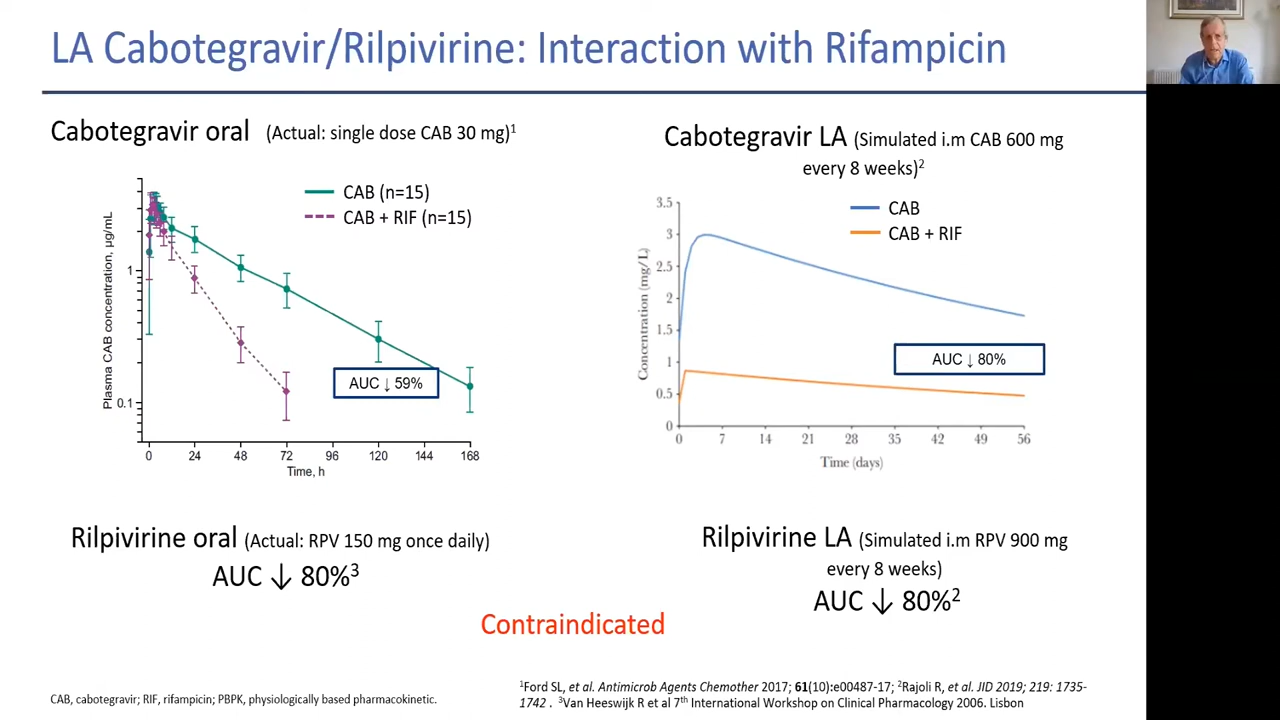 LA Cabotegravir/Rilpivirine: Interaction with Rifampicin
Cabotegravir oral (Actual: single dose CAB 30 mg)¹
CAB (n=15)
CAB + RIF (n=15)
Plasma CAB concentration, µg/mL
1
0.1
AUC ↓ 59%
0 24 48 72 96 120 144 168
Time, h
Cabotegravir LA (Simulated i.m CAB 600 mg
every 8 weeks)²
CAB
CAB + RIF
Concentration (mg/L)
3.5
3
2.5
2
1.5
1
0.5
0
AUC ↓ 80%
0 7 14 21 28 35 42 49 56
Time (days)
Rilpivirine oral (Actual: RPV 150 mg once daily)
AUC ↓ 80%³
Rilpivirine LA (Simulated i.m RPV 900 mg
every 8 weeks)
AUC ↓ 80%²
Contraindicated
CAB, cabotegravir; RIF, rifampicin; PBPK, physiologically based pharmacokinetic.
¹Ford SL, et al. Antimicrob Agents Chemother 2017; 61(10):e00487-17; ²Rajoli R, et al. JID 2019; 219: 1735-
1742 . ³Van Heeswijk R et al 7th International Workshop on Clinical Pharmacology 2006. Lisbon